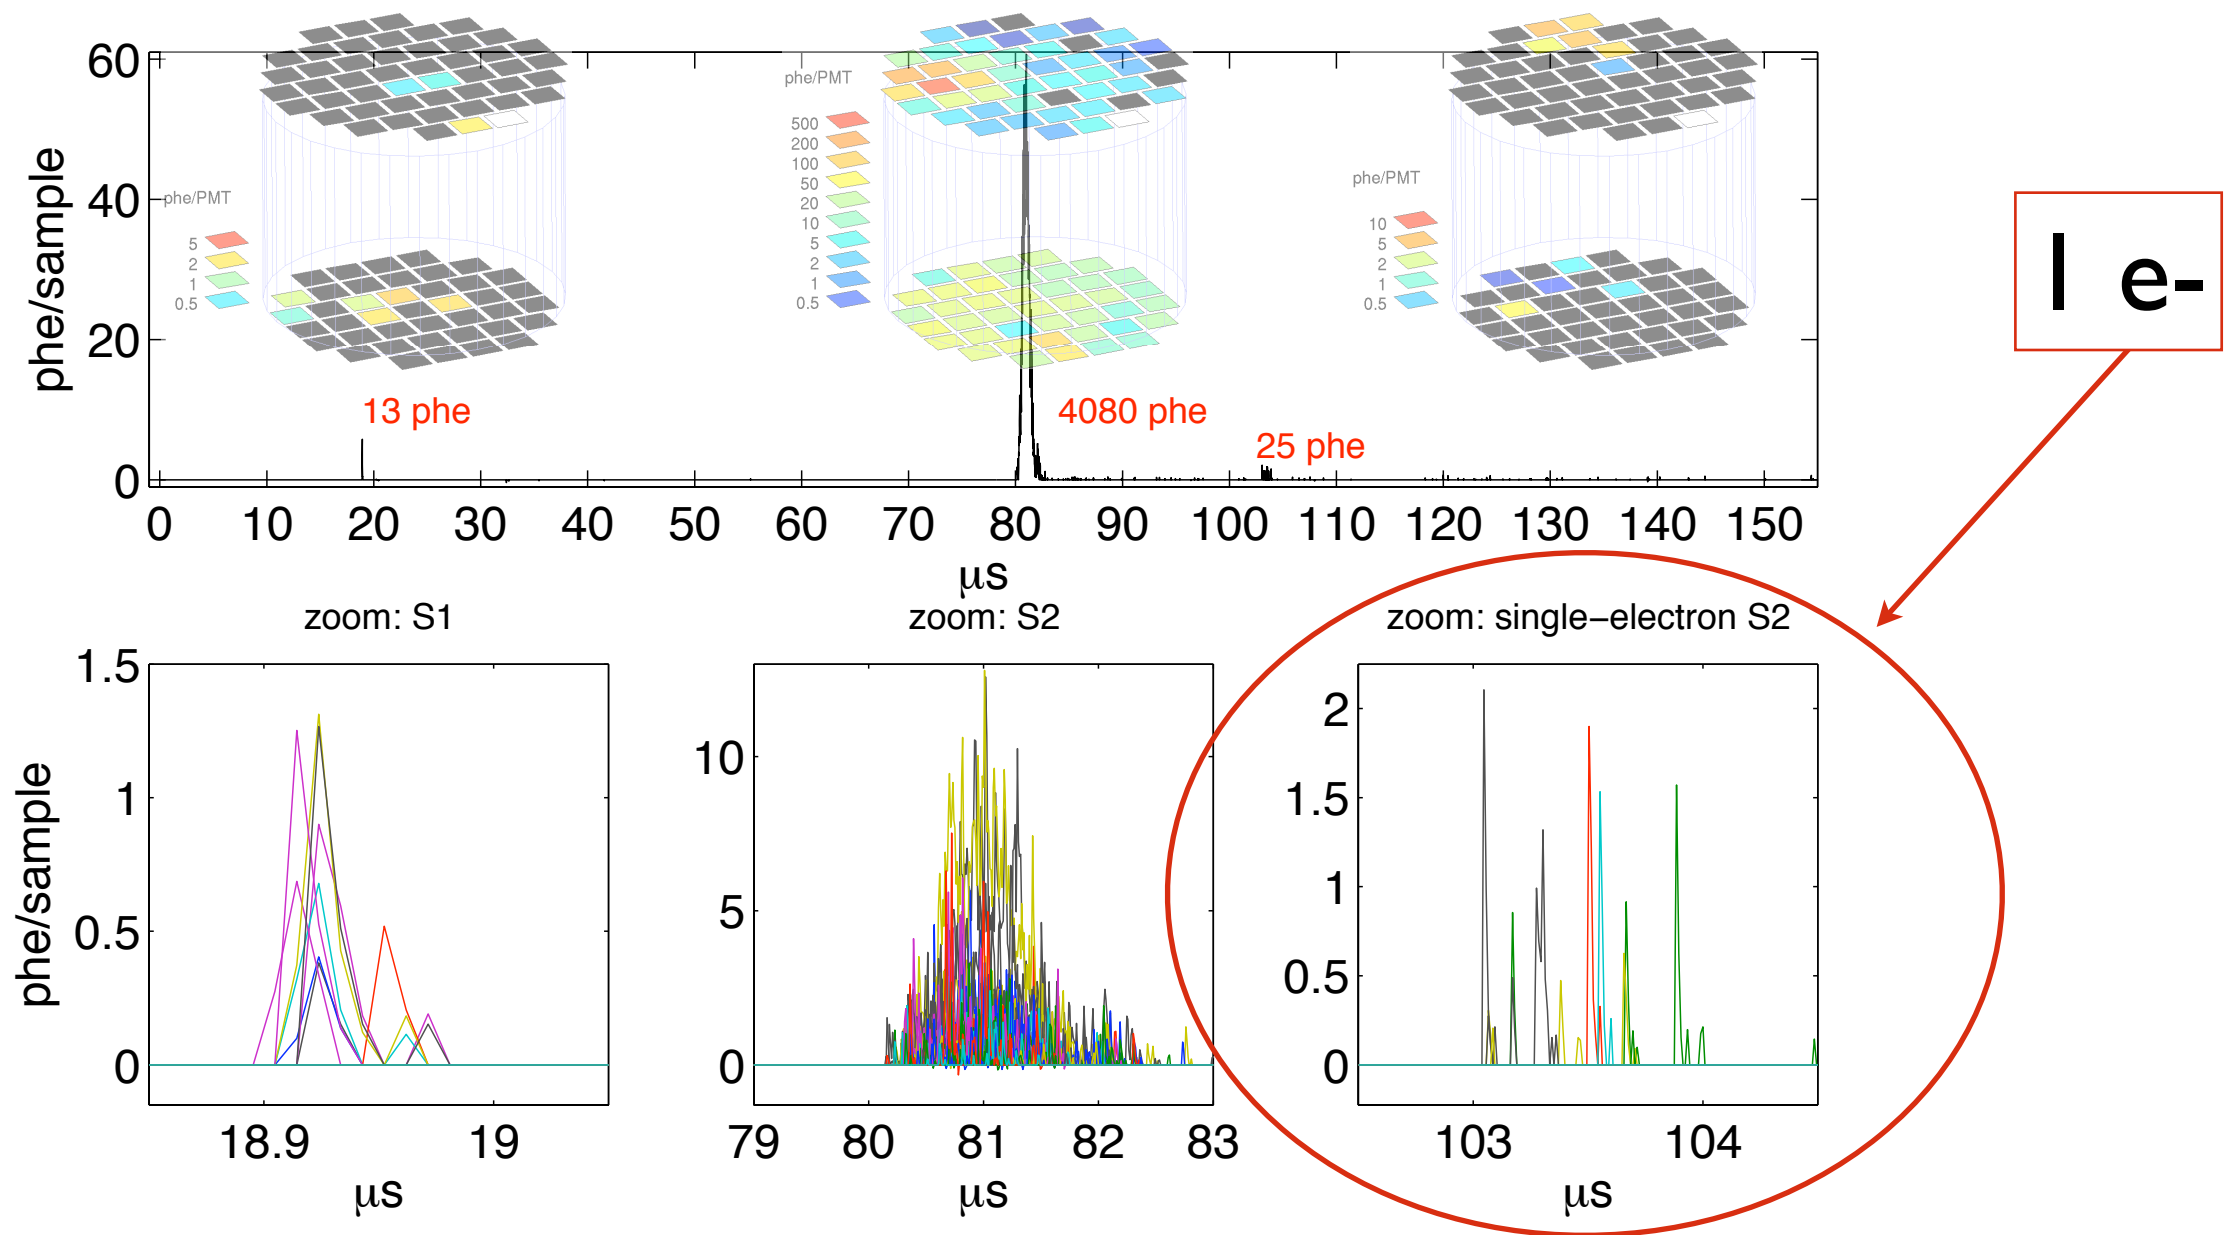 60
40
20
0
phe/sample
phe/PMT
5
2
1
0.5
phe/PMT
500
200
100
50
20
10
5
2
1
0.5
phe/PMT
10
5
2
1
0.5
1 e-
13 phe
4080 phe
25 phe
0 10 20 30 40 50 60 70 80 90 100 110 120 130 140 150
μs
zoom: S1
1.5
1
0.5
0
phe/sample
18.9 19
μs
zoom: S2
10
5
0
79 80 81 82 83
μs
zoom: single−electron S2
2
1.5
1
0.5
0
103 104
μs